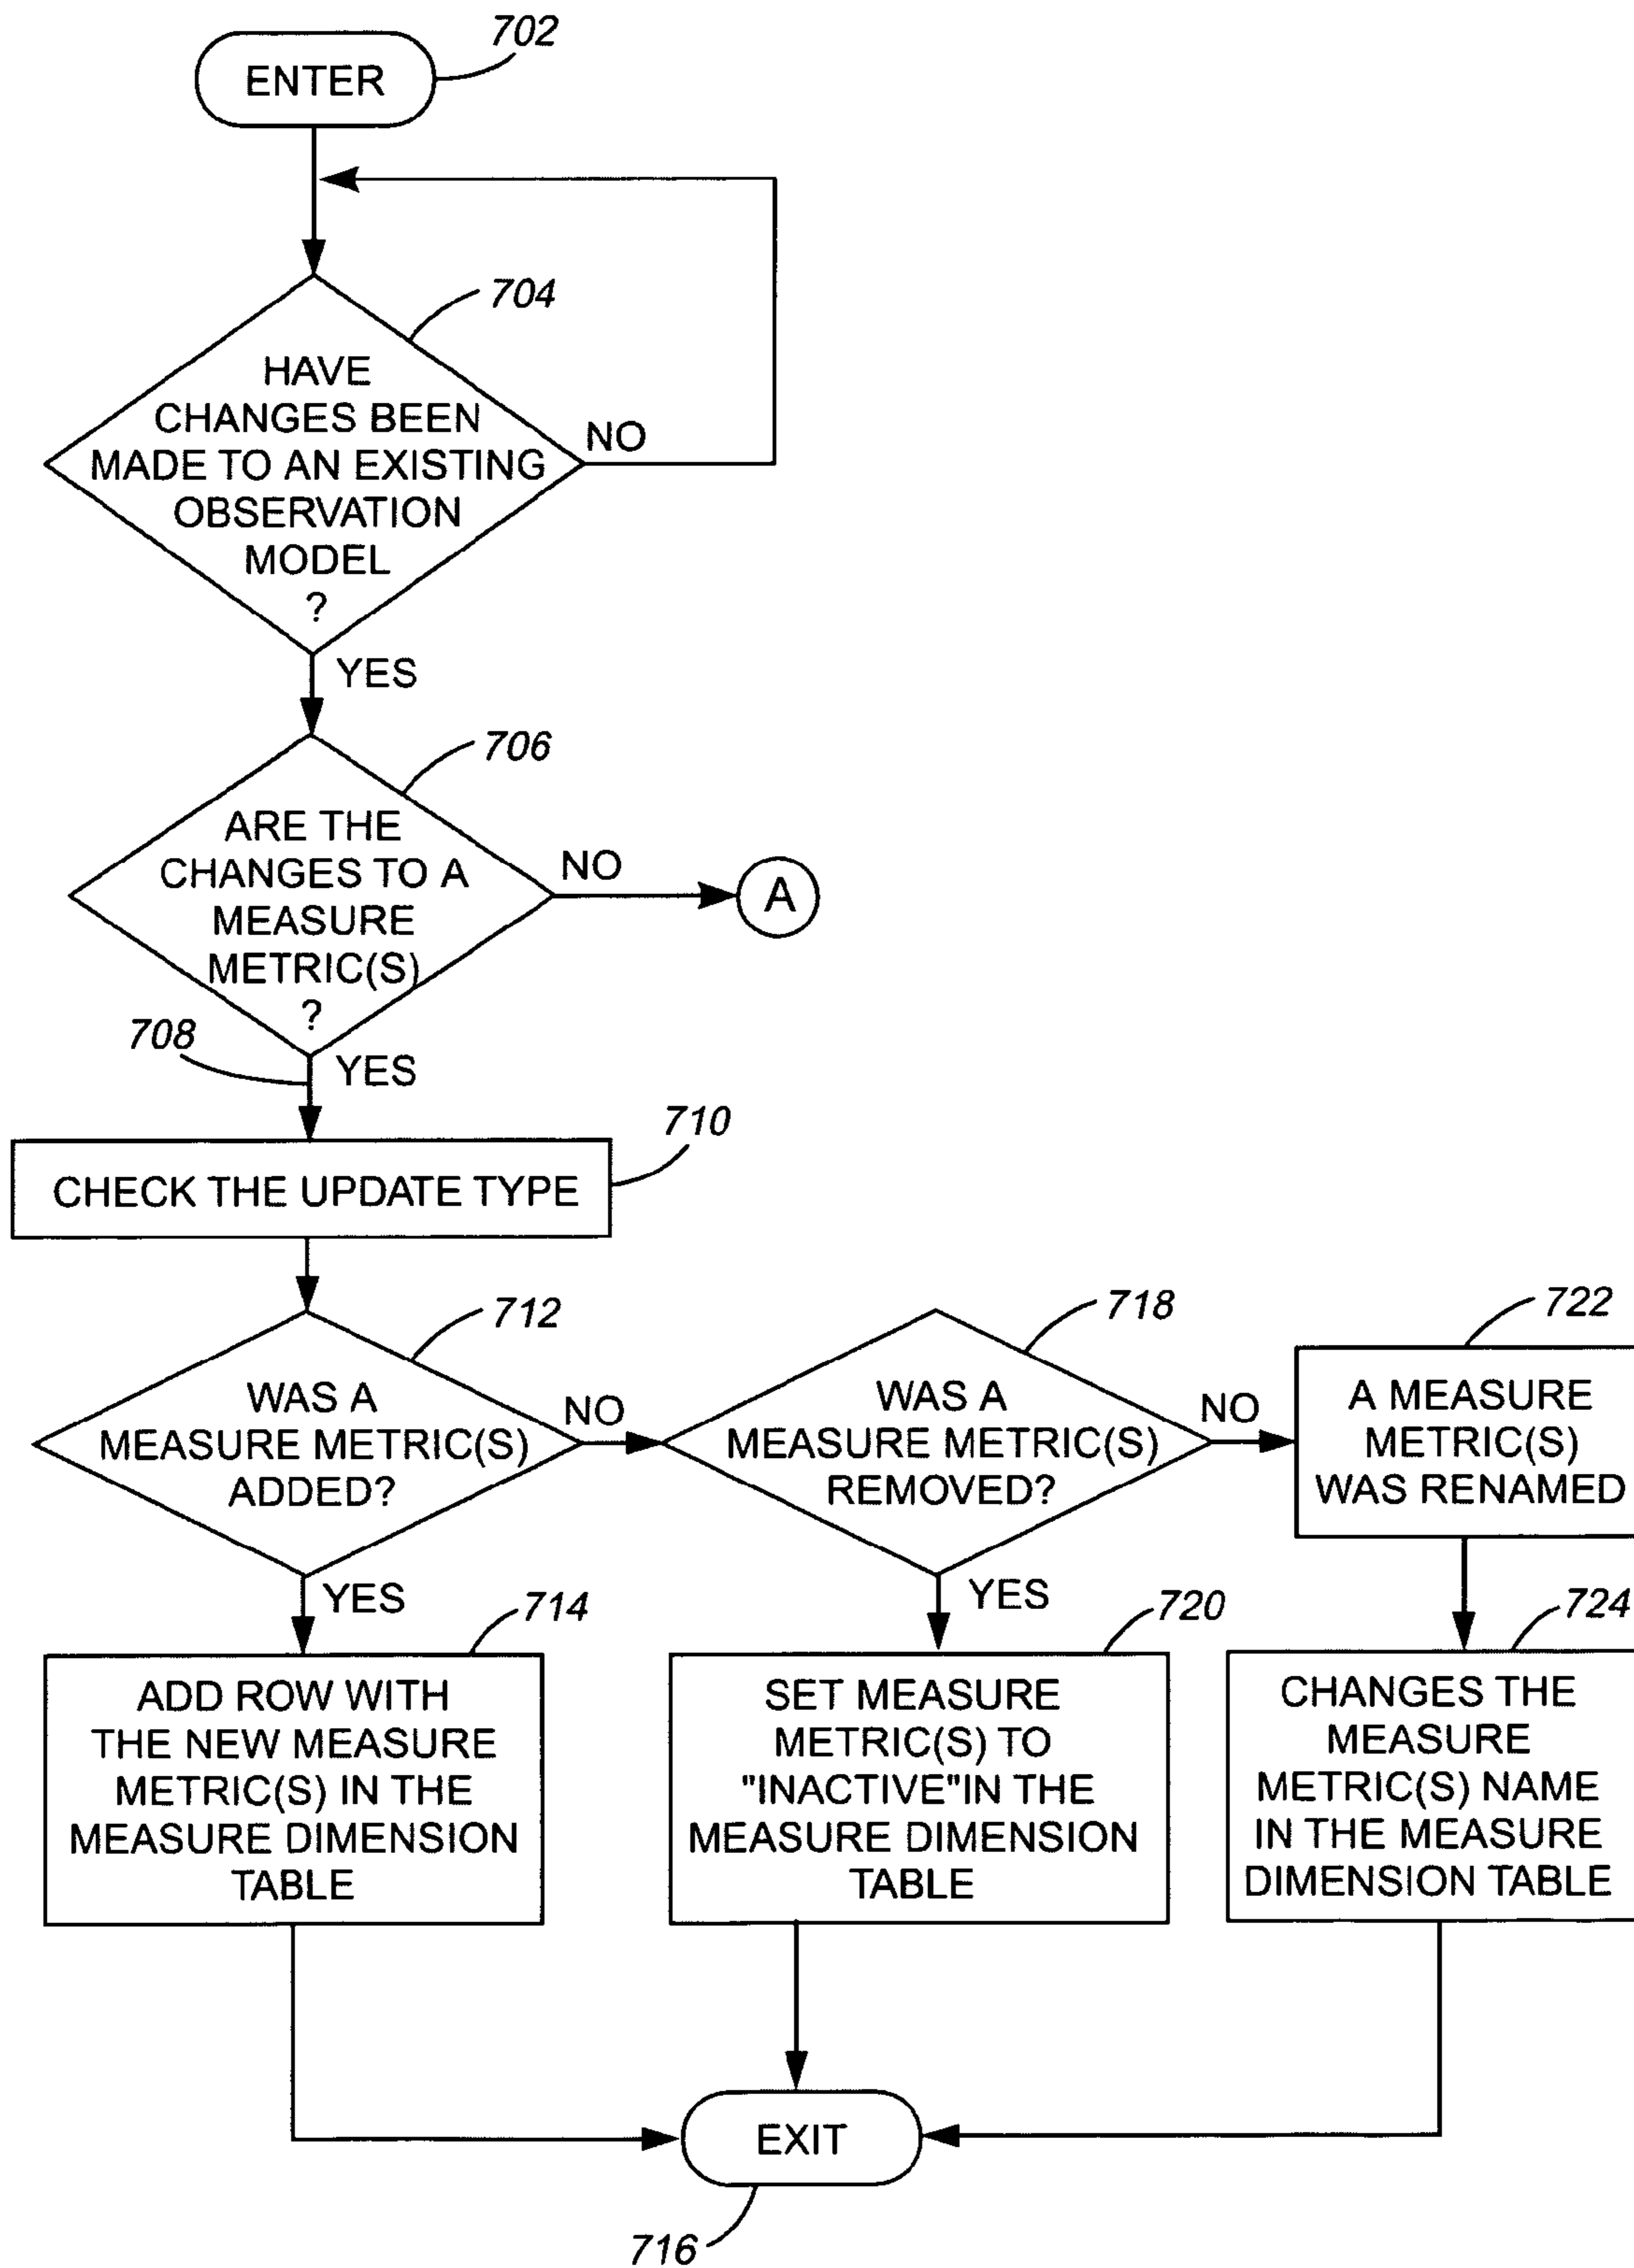 702
ENTER
704
HAVE
CHANGES BEEN
MADE TO AN EXISTING
OBSERVATION
MODEL
?
NO
YES
706
ARE THE
CHANGES TO A
MEASURE
METRIC(S)
?
NO
A
708
YES
710
CHECK THE UPDATE TYPE
712
WAS A
MEASURE METRIC(S)
ADDED?
NO
718
WAS A
MEASURE METRIC(S)
REMOVED?
NO
722
A MEASURE
METRIC(S)
WAS RENAMED
YES
714
ADD ROW WITH
THE NEW MEASURE
METRIC(S) IN THE
MEASURE DIMENSION
TABLE
YES
720
SET MEASURE
METRIC(S) TO
"INACTIVE"IN THE
MEASURE DIMENSION
TABLE
724
CHANGES THE
MEASURE
METRIC(S) NAME
IN THE MEASURE
DIMENSION TABLE
EXIT
716